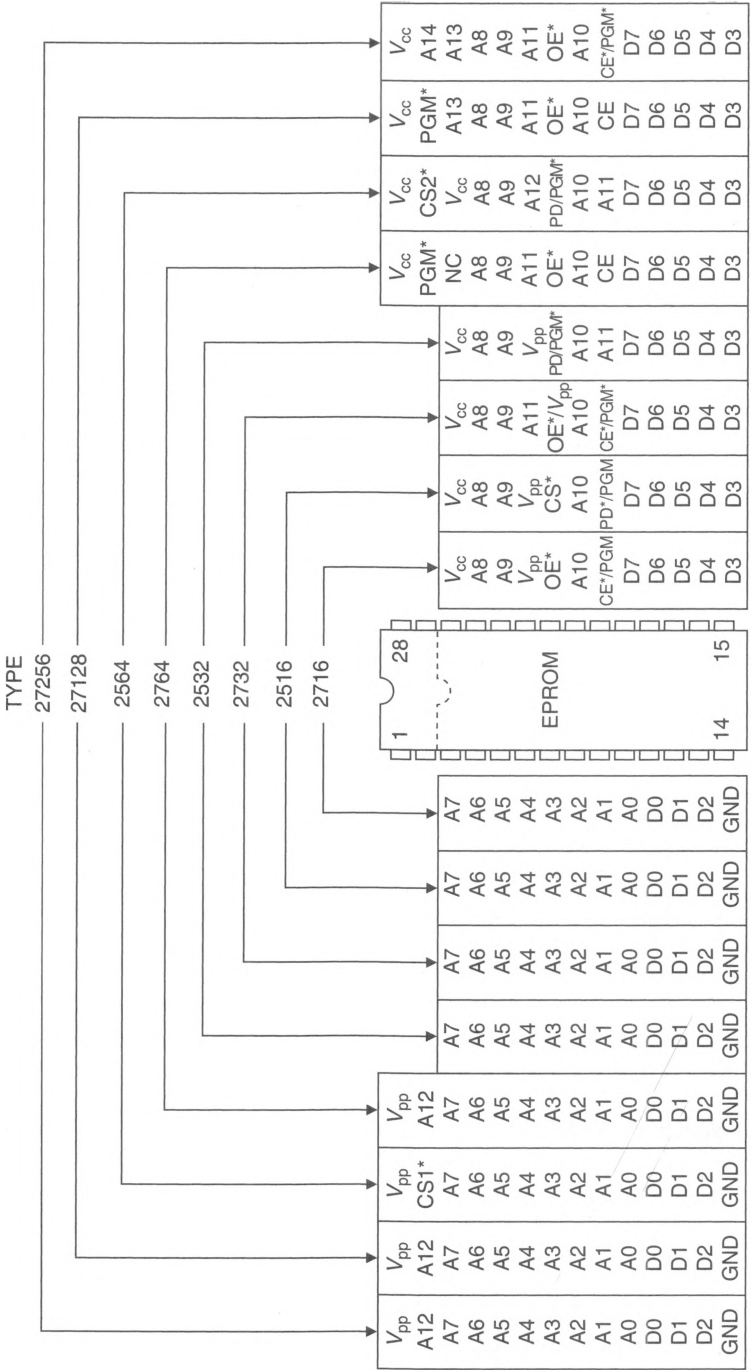 TYPE
27256
27128
2564
2764
2532
2732
2516
2716
Vpp Vpp Vpp Vpp 1 28 Vcc Vcc Vcc Vcc
A12 A12 CS1* A12 PGM* CS2* PGM* A14
A7 A7 A7 A7 A7 A7 A7 A7 Vcc Vcc Vcc Vcc NC Vcc A13 A13
A6 A6 A6 A6 A6 A6 A6 A6 A8 A8 A8 A8 A8 A8 A8 A8
A5 A5 A5 A5 A5 A5 A5 A5 A9 A9 A9 A9 A9 A9 A9 A9
A4 A4 A4 A4 A4 A4 A4 A4 Vpp Vpp A11 Vpp A11 A12 A11 A11
A3 A3 A3 A3 A3 A3 A3 A3 EPROM OE* CS* OE*/Vpp PD/PGM* OE* PD/PGM* OE* OE*
A2 A2 A2 A2 A2 A2 A2 A2 A10 A10 A10 A10 A10 A10 A10 A10
A1 A1 A1 A1 A1 A1 A1 A1 CE*/PGM PD*/PGM CE*/PGM* A11 CE A11 CE CE*/PGM*
A0 A0 A0 A0 A0 A0 A0 A0 D7 D7 D7 D7 D7 D7 D7 D7
D0 D0 D0 D0 D0 D0 D0 D0 D6 D6 D6 D6 D6 D6 D6 D6
D1 D1 D1 D1 D1 D1 D1 D1 D5 D5 D5 D5 D5 D5 D5 D5
D2 D2 D2 D2 D2 D2 D2 D2 D4 D4 D4 D4 D4 D4 D4 D4
GND GND GND GND GND GND GND GND 14 15 D3 D3 D3 D3 D3 D3 D3 D3